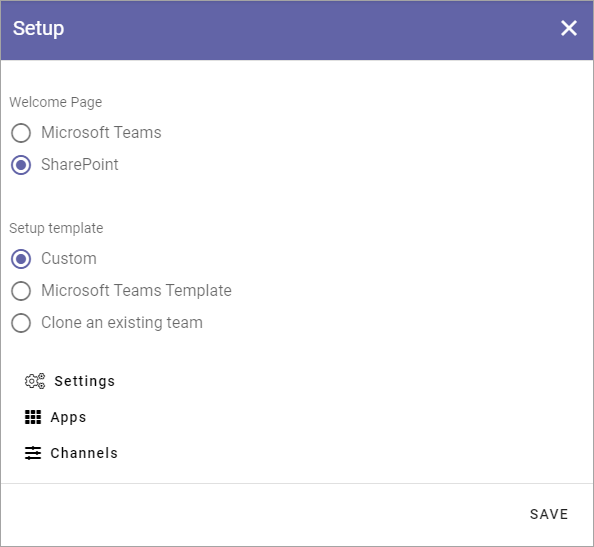 Setup
Welcome Page
Microsoft Teams
SharePoint
Setup template
Custom
Microsoft Teams Template
Clone an existing team
Settings
Apps
Channels
SAVE